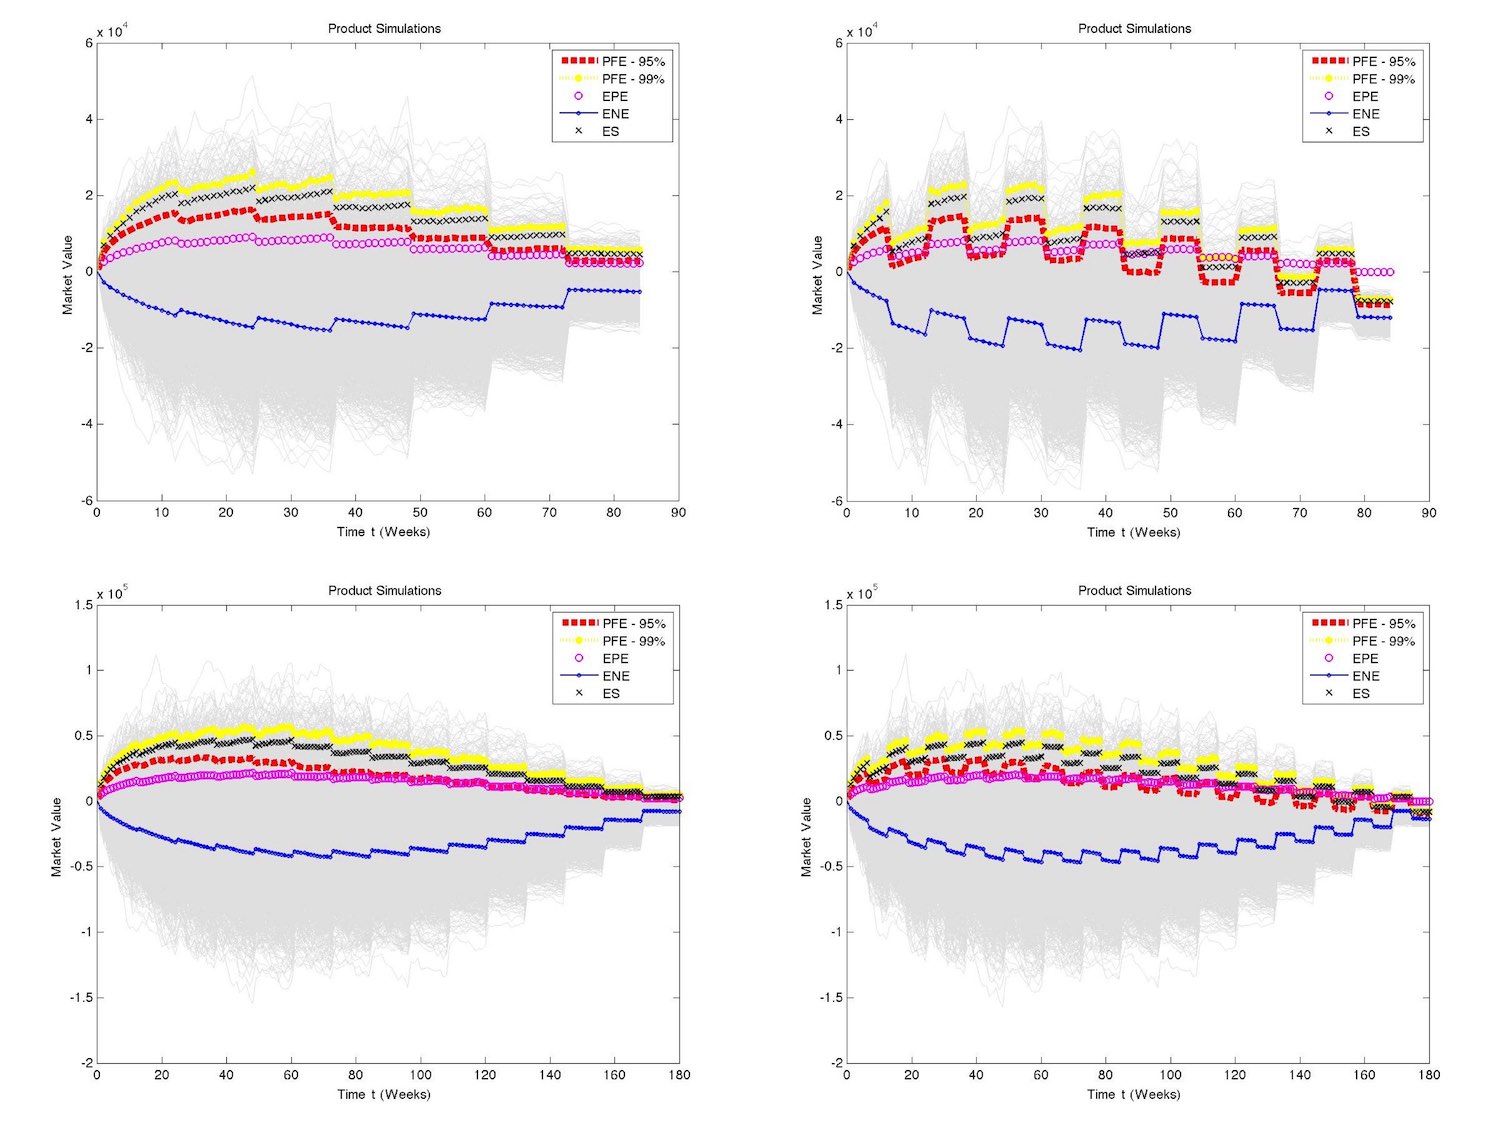 Product Simulations
x 10^4
6
4
2
0
-2
-4
-6
Market Value
PFE - 95%
PFE - 99%
EPE
ENE
ES
0 10 20 30 40 50 60 70 80 90
Time t (Weeks)
Product Simulations
x 10^4
6
4
2
0
-2
-4
-6
Market Value
PFE - 95%
PFE - 99%
EPE
ENE
ES
0 10 20 30 40 50 60 70 80 90
Time t (Weeks)
Product Simulations
x 10^5
1.5
1
0.5
0
-0.5
-1
-1.5
-2
Market Value
PFE - 95%
PFE - 99%
EPE
ENE
ES
0 20 40 60 80 100 120 140 160 180
Time t (Weeks)
Product Simulations
x 10^5
1.5
1
0.5
0
-0.5
-1
-1.5
-2
Market Value
PFE - 95%
PFE - 99%
EPE
ENE
ES
0 20 40 60 80 100 120 140 160 180
Time t (Weeks)